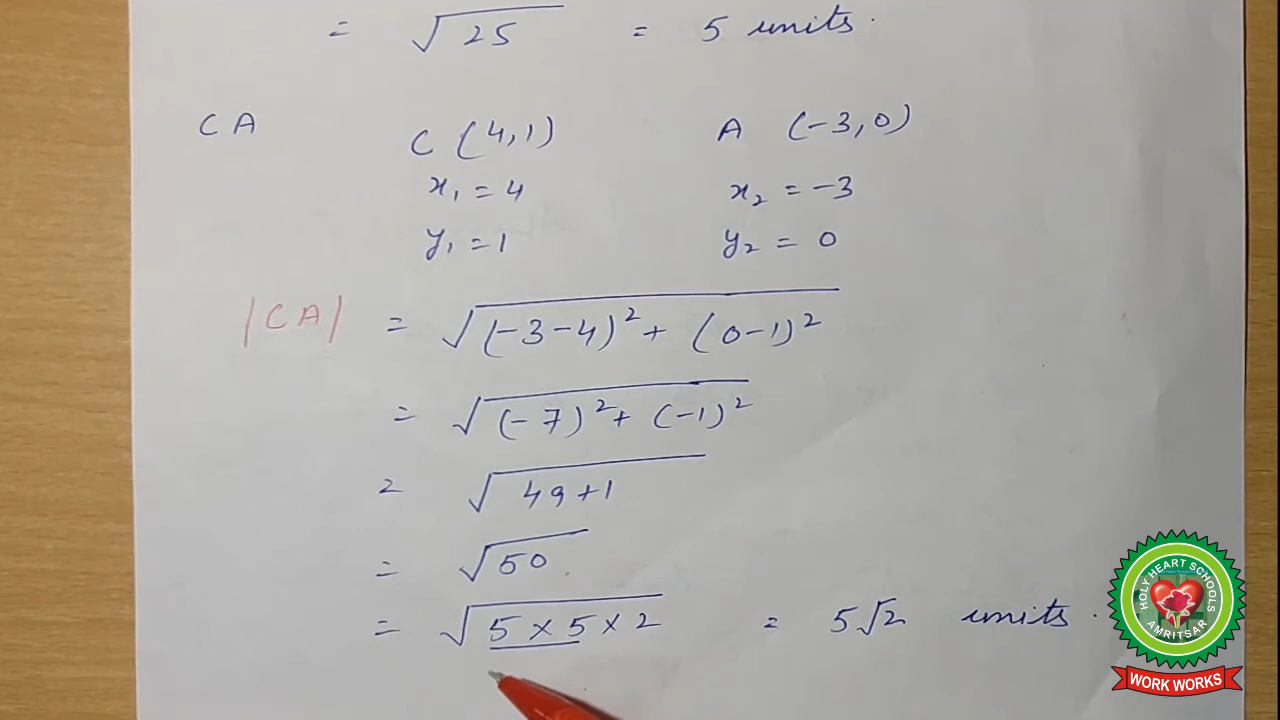 = √25 = 5 units.
CA C (4,1) A (-3,0)
x₁ = 4 x₂ = -3
y₁ = 1 y₂ = 0
|CA| = √(-3-4)² + (0-1)²
= √(-7)² + (-1)²
= √49+1
= √50.
= √5×5×2 = 5√2 units.
HOLY HEART SCHOOLS
AMRITSAR
WORK WORKS